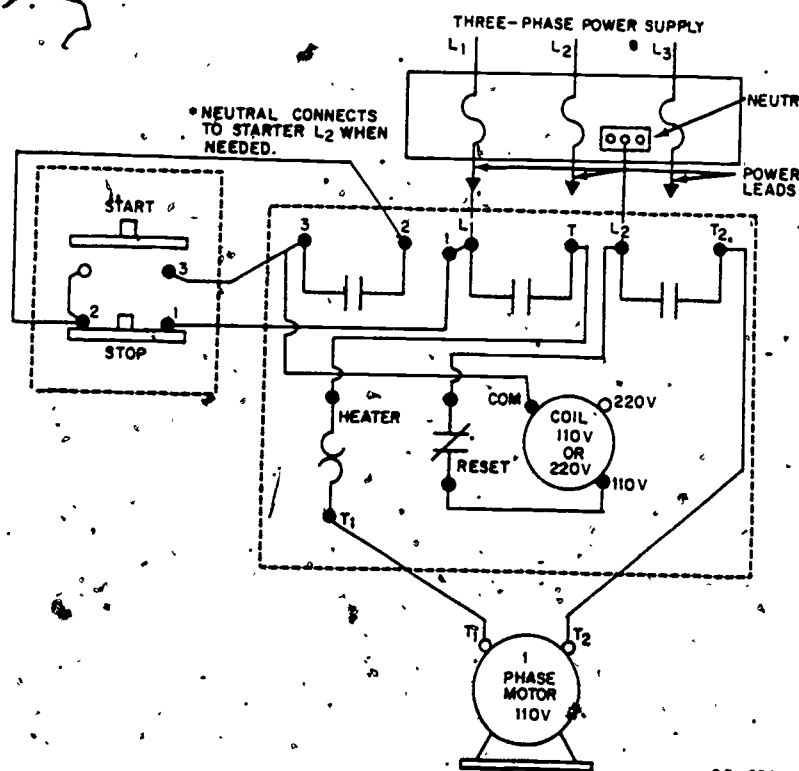 THREE-PHASE POWER SUPPLY
L1
L2
L3
* NEUTRAL CONNECTS
TO STARTER L2 WHEN
NEEDED.
NEUTR
POWER
LEADS
START
3
2
1
STOP
3
2
1
L
T
L2
T2
HEATER
T1
RESET
COM
COIL
110V
OR
220V
220V
110V
T1
T2
1
PHASE
MOTOR
110V